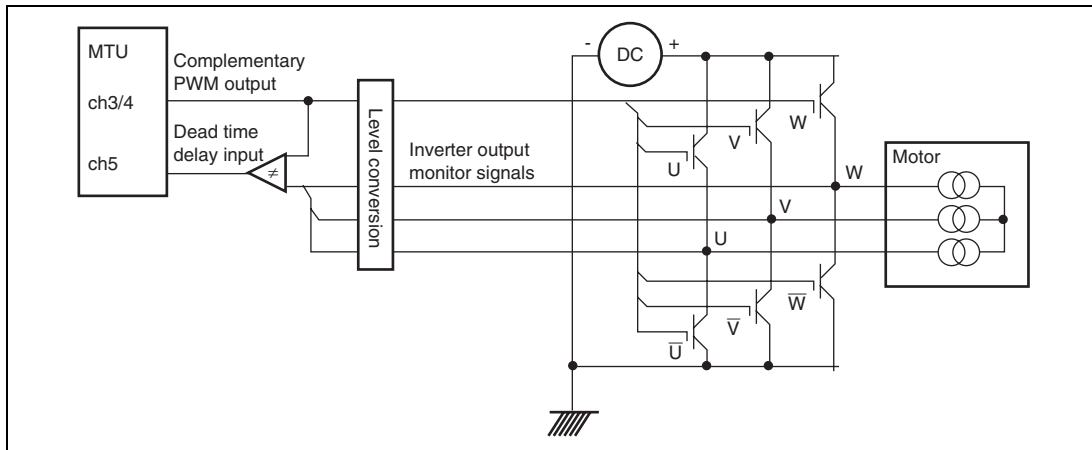 MTU
ch3/4
ch5
Complementary
PWM output
Dead time
delay input
≠
Level conversion
Inverter output
monitor signals
-
DC
+
W
V
U
W
V
U
W̅
V̅
U̅
Motor